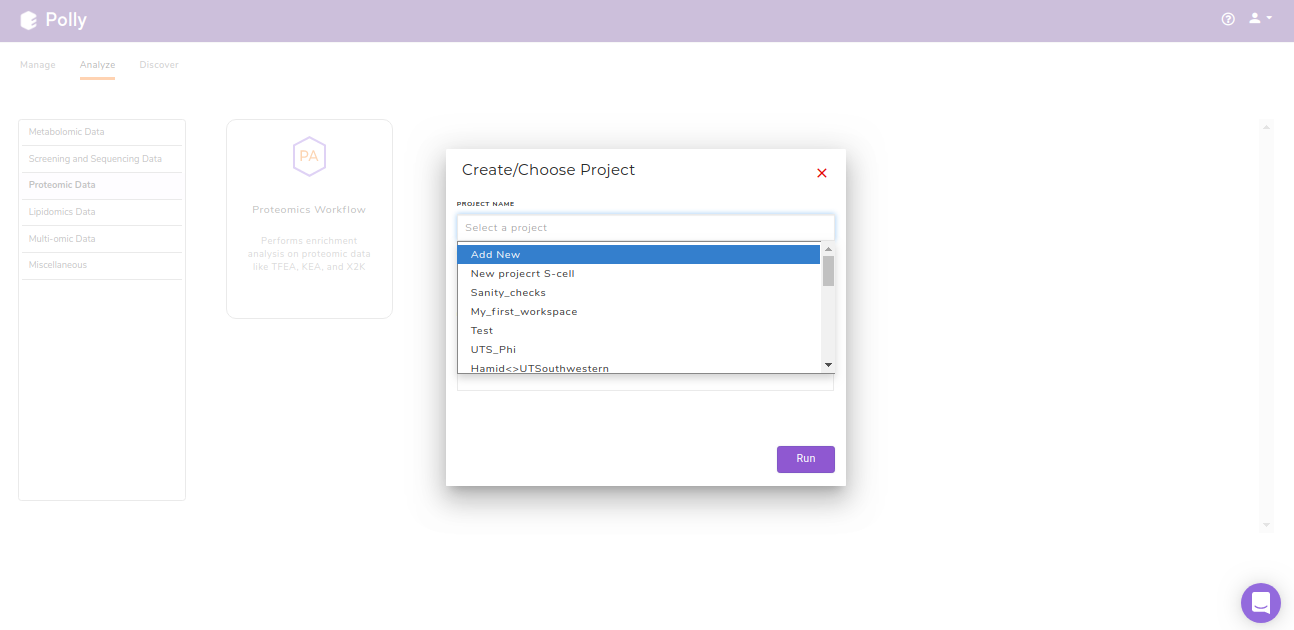 Polly
Manage
Analyze
Discover
Metabolomic Data
Screening and Sequencing Data
Proteomic Data
Lipidomics Data
Multi-omic Data
Miscellaneous
PA
Proteomics Workflow
Performs enrichment
analysis on proteomic data
like TFEA, KEA, and X2K
Create/Choose Project
PROJECT NAME
Select a project
Add New
New projecrt S-cell
Sanity_checks
My_first_workspace
Test
UTS_Phi
Hamid<>UTSouthwestern
Run